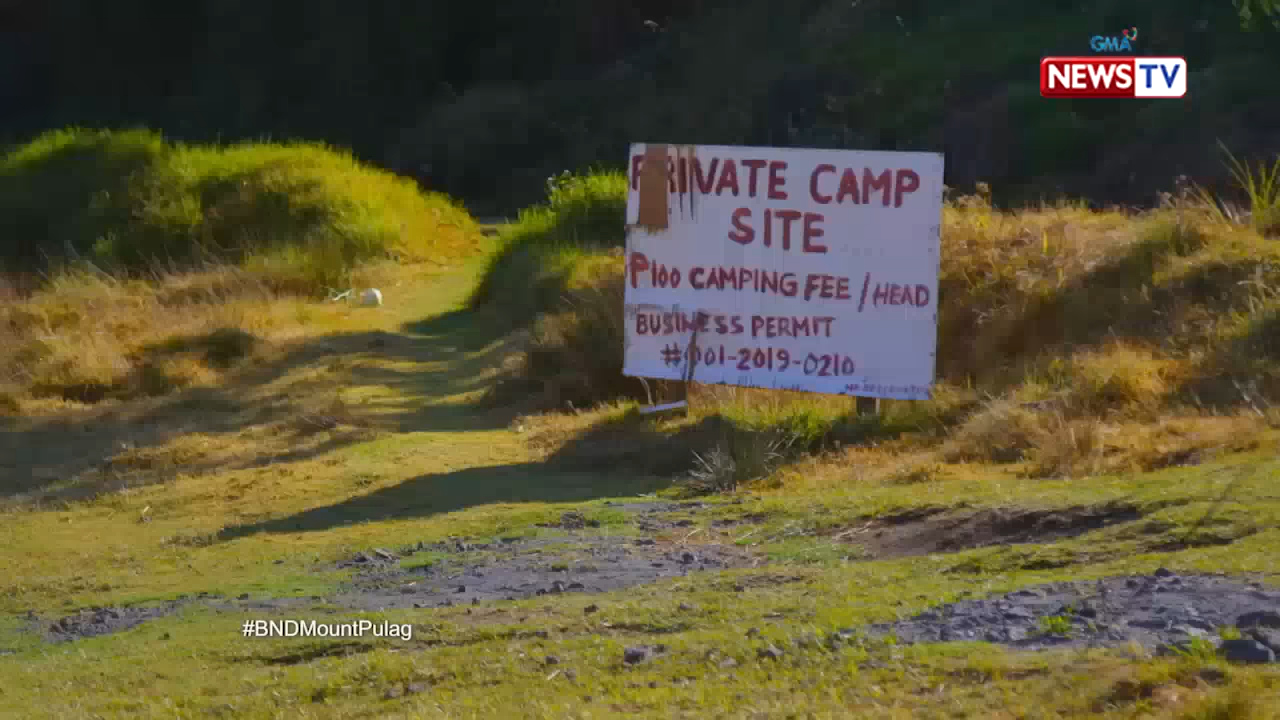 GMA
NEWS TV
PRIVATE CAMP
SITE
P100 CAMPING FEE /HEAD
BUSINESS PERMIT
#001-2019-0210
#BNDMountPulag